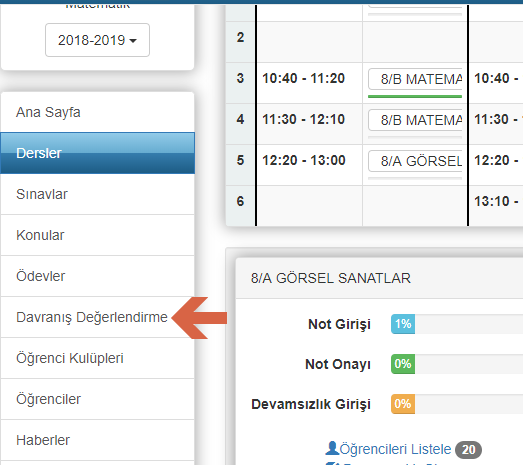 Matematik
2018-2019
Ana Sayfa
Dersler
Sınavlar
Konular
Ödevler
Davranış Değerlendirme
Öğrenci Kulüpleri
Öğrenciler
Haberler
2
3 10:40 - 11:20 8/B MATEMA 10:40 -
4 11:30 - 12:10 8/B MATEMA 11:30 -
5 12:20 - 13:00 8/A GÖRSEL 12:20 -
6 13:10 -
8/A GÖRSEL SANATLAR
Not Girişi 1%
Not Onayı 0%
Devamsızlık Girişi 0%
Öğrencileri Listele 20